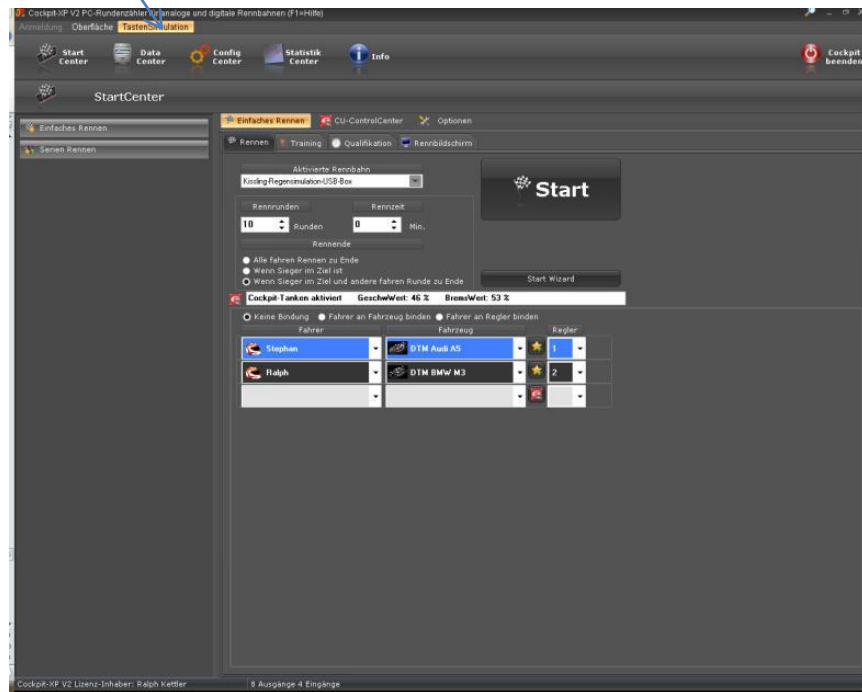 Cockpit-XP V2 PC-Rundenzähler für analoge und digitale Rennbahnen (F1=Hilfe)
Anmeldung Oberfläche TastenSimulation
Start Center
Data Center
Config Center
Statistik Center
Info
Cockpit beenden
StartCenter
Einfaches Rennen
Serien Rennen
Einfaches Rennen CU-ControlCenter Optionen
Rennen Training Qualifikation Rennbildschirm
Aktivierte Rennbahn
Kissling-Regensimulation-USB-Box
Start
Rennrunden Rennzeit
10 Runden 0 Min.
Rennende
Alle fahren Rennen zu Ende
Wenn Sieger im Ziel ist
Wenn Sieger im Ziel und andere fahren Runde zu Ende
Start Wizard
Cockpit-Tanken aktiviert GeschwWert: 46 % BremsWert: 53 %
Keine Bindung Fahrer an Fahrzeug binden Fahrer an Regler binden
Fahrer Fahrzeug Regler
Stephan DTM Audi A5 1
Ralph DTM BMW M3 2
Cockpit-XP V2 Lizenz-Inhaber: Ralph Kettler 8 Ausgänge 4 Eingänge